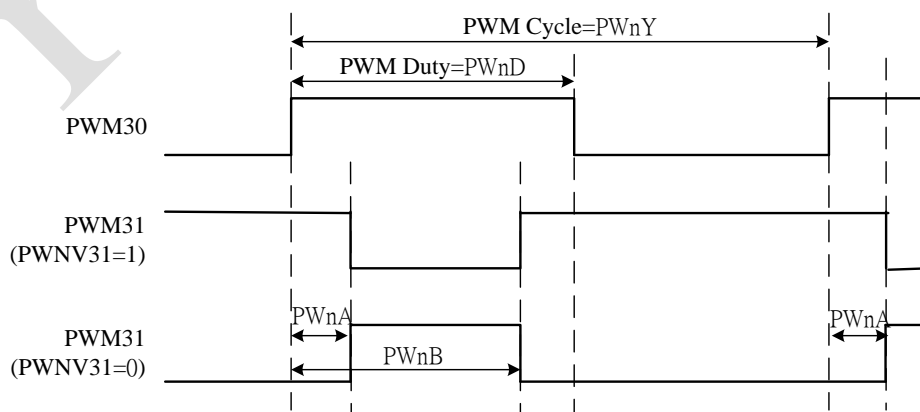 PWM Cycle=PWnY
PWM Duty=PWnD
PWM30
PWM31
(PWNV31=1)
PWnA
PWnA
PWM31
(PWNV31=0)
PWnB